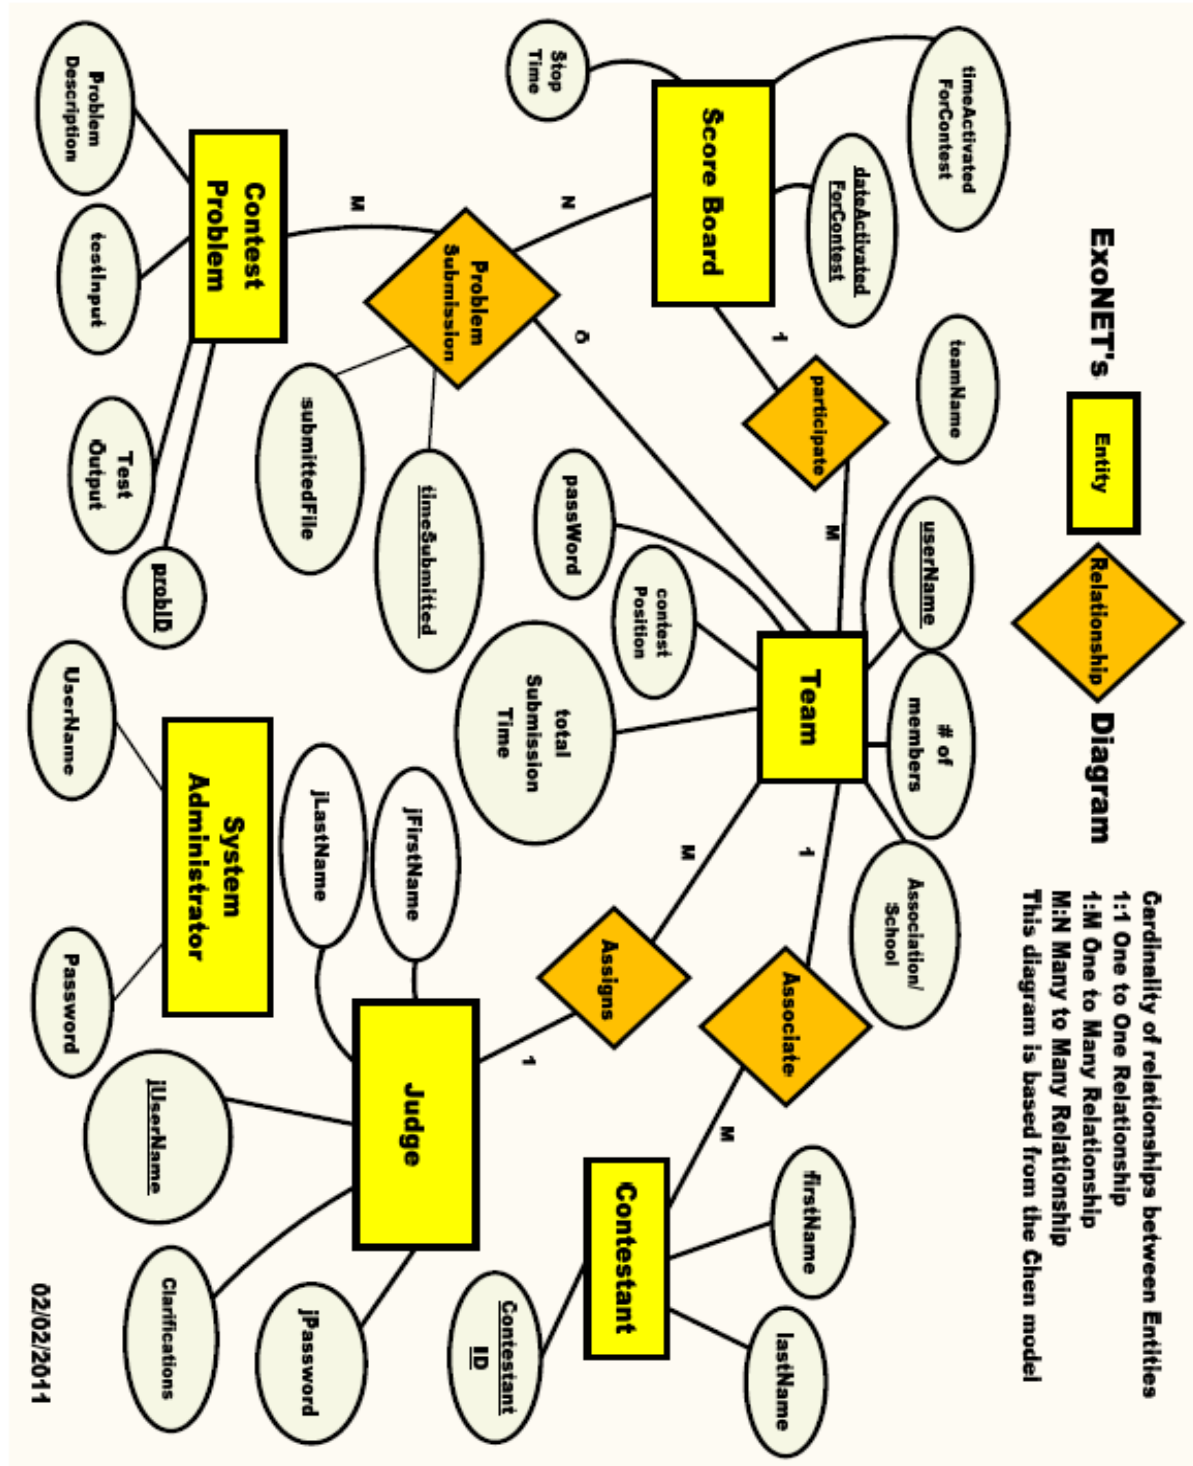 ExoNET's
Entity
Relationship
Diagram
Cardinality of relationships between Entities
1:1 One to One Relationship
1:M One to Many Relationship
M:N Many to Many Relationship
This diagram is based from the Chen model
timeActivated
ForContest
teamName
userName
# of
members
Association/
School
dateActivated
ForContest
Stop
Time
Score Board
1
participate
M
Team
1
Associate
M
firstName
lastName
Contestant
Contestant
ID
passWord
contest
Position
total
Submission
Time
M
Assigns
1
N
O
M
Problem
Submission
submittedFile
timeSubmitted
jFirstName
jLastName
Judge
jUserName
Clarifications
jPassword
Contest
Problem
Problem
Description
testInput
Test
Output
probID
System
Administrator
UserName
Password
02/02/2011